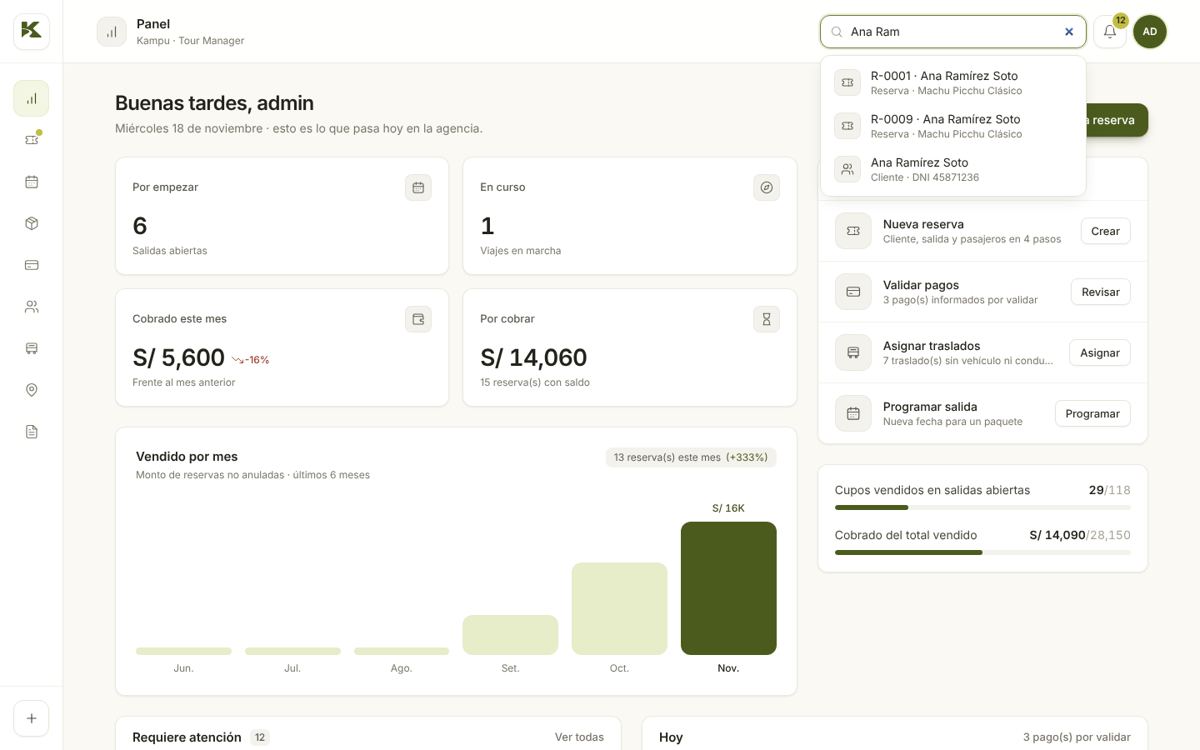 Panel
Kampu · Tour Manager
Ana Ram
12
AD
R-0001 · Ana Ramírez Soto
Reserva · Machu Picchu Clásico
R-0009 · Ana Ramírez Soto
Reserva · Machu Picchu Clásico
Ana Ramírez Soto
Cliente · DNI 45871236
Buenas tardes, admin
Miércoles 18 de noviembre · esto es lo que pasa hoy en la agencia.
a reserva
Por empezar
6
Salidas abiertas
En curso
1
Viajes en marcha
Cobrado este mes
S/ 5,600 -16%
Frente al mes anterior
Por cobrar
S/ 14,060
15 reserva(s) con saldo
Nueva reserva
Cliente, salida y pasajeros en 4 pasos
Crear
Validar pagos
3 pago(s) informados por validar
Revisar
Asignar traslados
7 traslado(s) sin vehículo ni condu...
Asignar
Programar salida
Nueva fecha para un paquete
Programar
Vendido por mes
Monto de reservas no anuladas · últimos 6 meses
13 reserva(s) este mes (+333%)
S/ 16K
Jun.
Jul.
Ago.
Set.
Oct.
Nov.
Cupos vendidos en salidas abiertas 29/118
Cobrado del total vendido S/ 14,090/28,150
Requiere atención 12
Ver todas
Hoy
3 pago(s) por validar